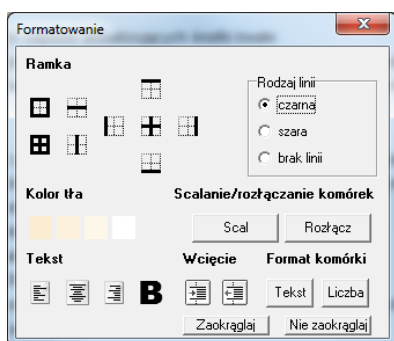 Formatowanie
Ramka
Rodzaj linii
czarna
szara
brak linii
Kolor tła
Scalanie/rozłączanie komórek
Scal
Rozłącz
Tekst
Wcięcie
Format komórki
B
Tekst
Liczba
Zaokrąglaj
Nie zaokrąglaj